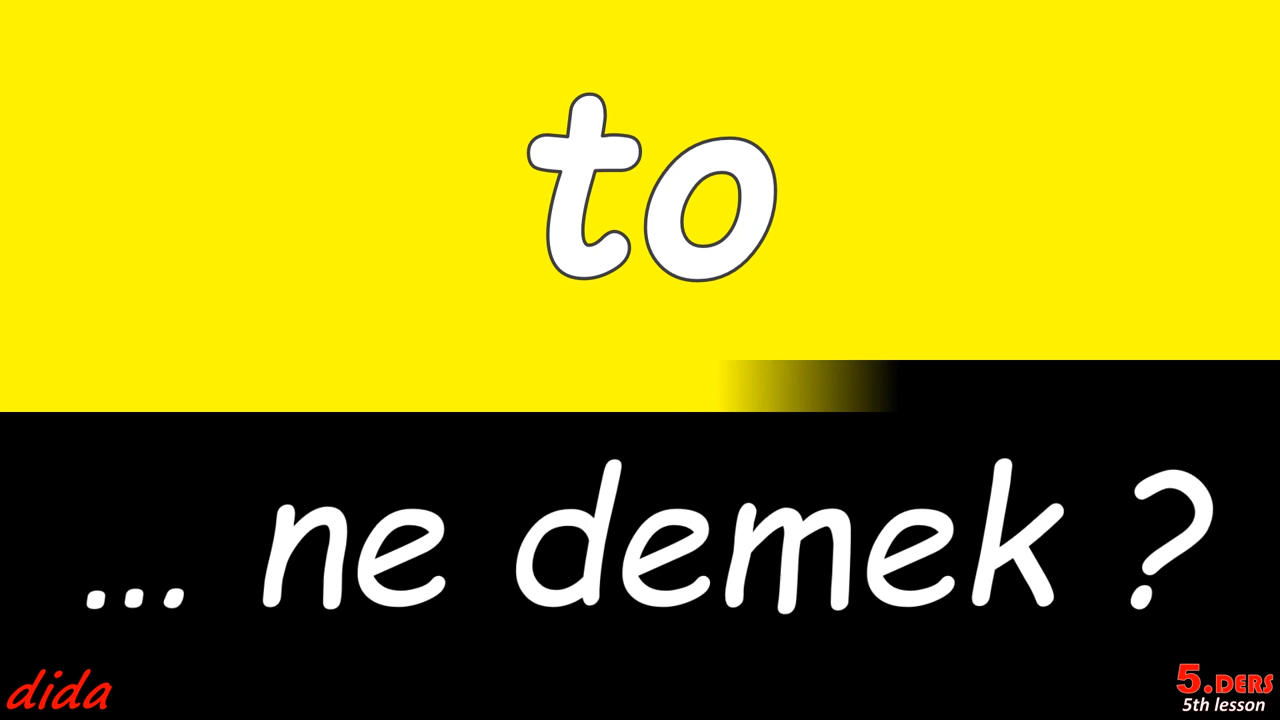 to
... ne demek ?
dida
5.DERS
5th lesson